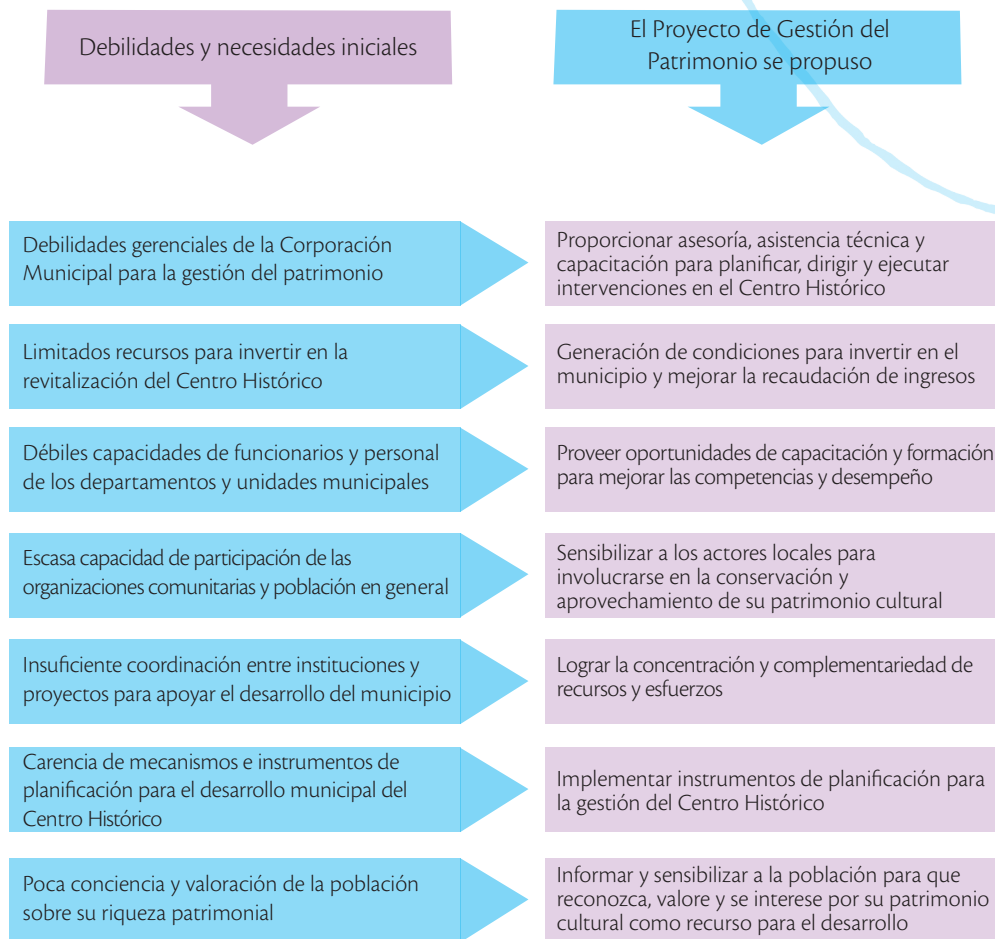 Debilidades y necesidades iniciales
El Proyecto de Gestión del
Patrimonio se propuso
Debilidades gerenciales de la Corporación
Municipal para la gestión del patrimonio
Proporcionar asesoría, asistencia técnica y
capacitación para planificar, dirigir y ejecutar
intervenciones en el Centro Histórico
Limitados recursos para invertir en la
revitalización del Centro Histórico
Generación de condiciones para invertir en el
municipio y mejorar la recaudación de ingresos
Débiles capacidades de funcionarios y personal
de los departamentos y unidades municipales
Proveer oportunidades de capacitación y formación
para mejorar las competencias y desempeño
Escasa capacidad de participación de las
organizaciones comunitarias y población en general
Sensibilizar a los actores locales para
involucrarse en la conservación y
aprovechamiento de su patrimonio cultural
Insuficiente coordinación entre instituciones y
proyectos para apoyar el desarrollo del municipio
Lograr la concentración y complementariedad de
recursos y esfuerzos
Carencia de mecanismos e instrumentos de
planificación para el desarrollo municipal del
Centro Histórico
Implementar instrumentos de planificación para
la gestión del Centro Histórico
Poca conciencia y valoración de la población
sobre su riqueza patrimonial
Informar y sensibilizar a la población para que
reconozca, valore y se interese por su patrimonio
cultural como recurso para el desarrollo